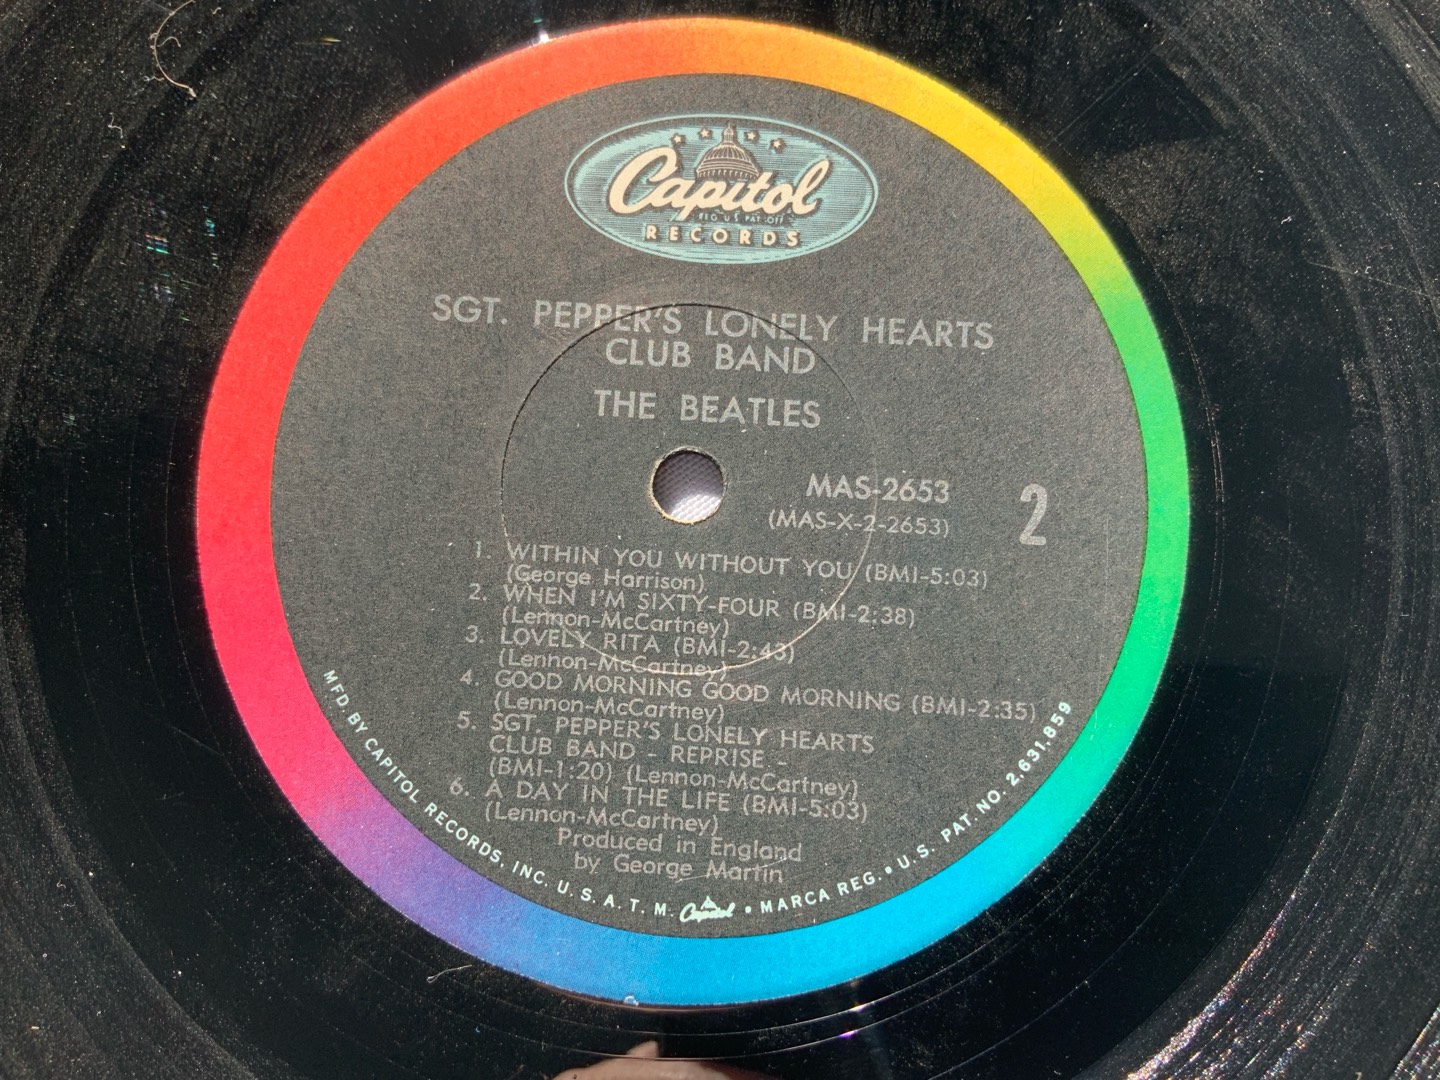 Capitol
REG. U.S. PAT. OFF.
RECORDS
SGT. PEPPER'S LONELY HEARTS
CLUB BAND
THE BEATLES
MAS-2653
(MAS-X-2-2653)
2
1. WITHIN YOU WITHOUT YOU (BMI-5:03)
(George Harrison)
2. WHEN I'M SIXTY-FOUR (BMI-2:38)
(Lennon-McCartney)
3. LOVELY RITA (BMI-2:43)
(Lennon-McCartney)
4. GOOD MORNING GOOD MORNING (BMI-2:35)
(Lennon-McCartney)
5. SGT. PEPPER'S LONELY HEARTS
CLUB BAND - REPRISE -
(BMI-1:20) (Lennon-McCartney)
6. A DAY IN THE LIFE (BMI-5:03)
(Lennon-McCartney)
Produced in England
by George Martin
MFD. BY CAPITOL RECORDS, INC. U. S. A. T. M. Capitol • MARCA REG. • U.S. PAT. NO. 2,631,859